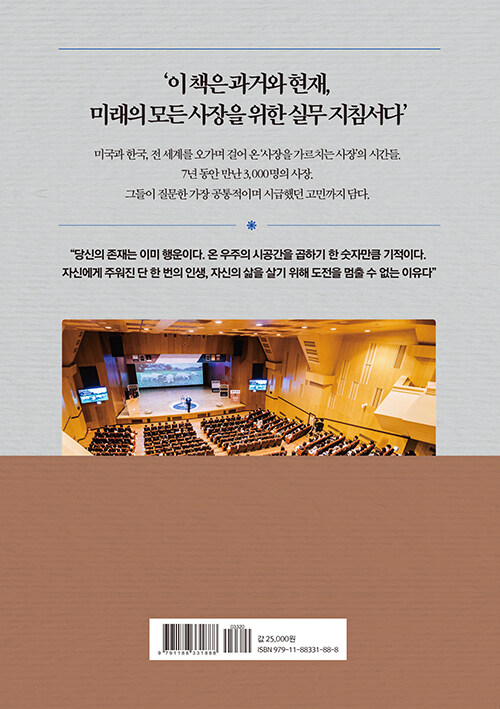 ‘이 책은 과거와 현재,
미래의 모든 사장을 위한 실무 지침서다’
미국과 한국, 전 세계를 오가며 걸어 온 ‘사장을 가르치는 사장’의 시간들.
7년 동안 만난 3,000명의 사장.
그들이 질문한 가장 공통적이며 시급했던 고민까지 담다.
“당신의 존재는 이미 행운이다. 온 우주의 시공간을 곱하기 한 숫자만큼 기적이다.
자신에게 주워진 단 한 번의 인생, 자신의 삶을 살기 위해 도전을 멈출 수 없는 이유다”
03320
9 791188 331888
값 25,000원
ISBN 979-11-88331-88-8